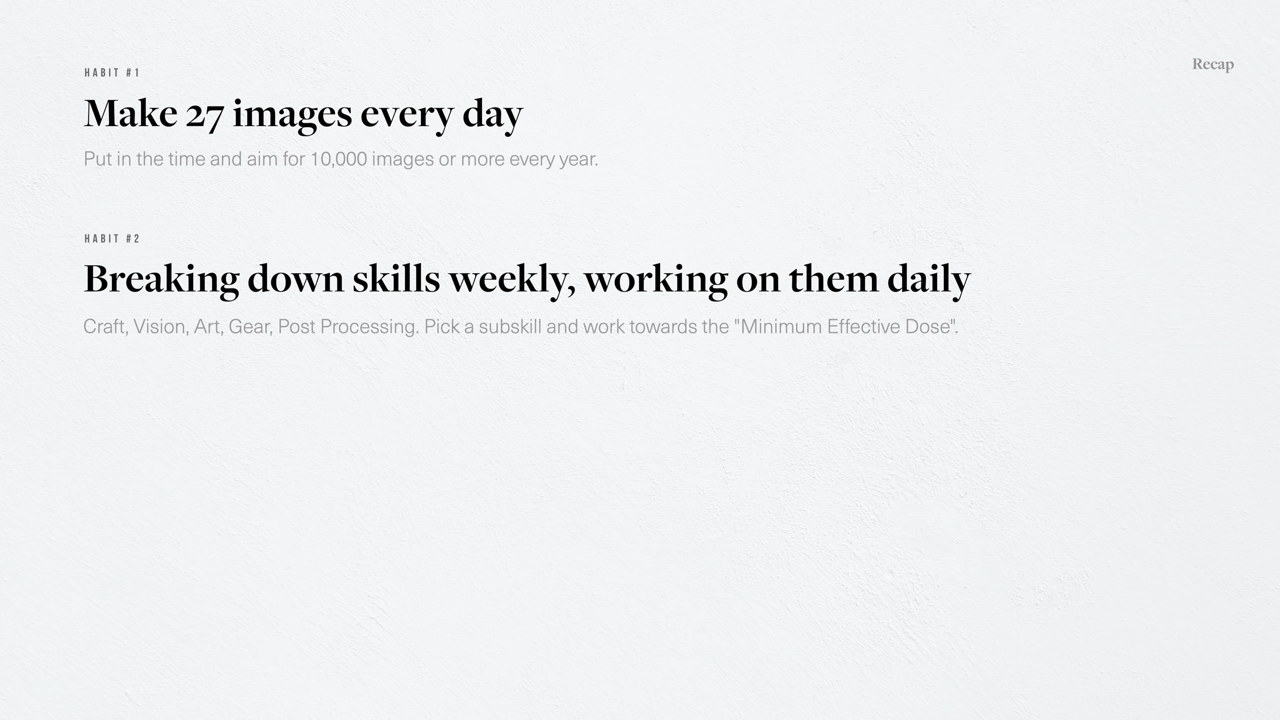 Recap
HABIT #1
Make 27 images every day
Put in the time and aim for 10,000 images or more every year.
HABIT #2
Breaking down skills weekly, working on them daily
Craft, Vision, Art, Gear, Post Processing. Pick a subskill and work towards the "Minimum Effective Dose".